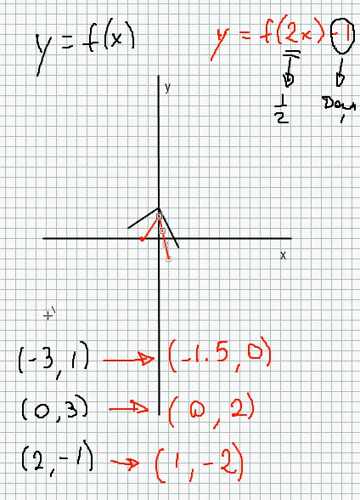 y = f(x)
y = f(2x) -1
1/2
Down 1
y
x
(-3, 1) → (-1.5, 0)
(0, 3) → (0, 2)
(2, -1) → (1, -2)